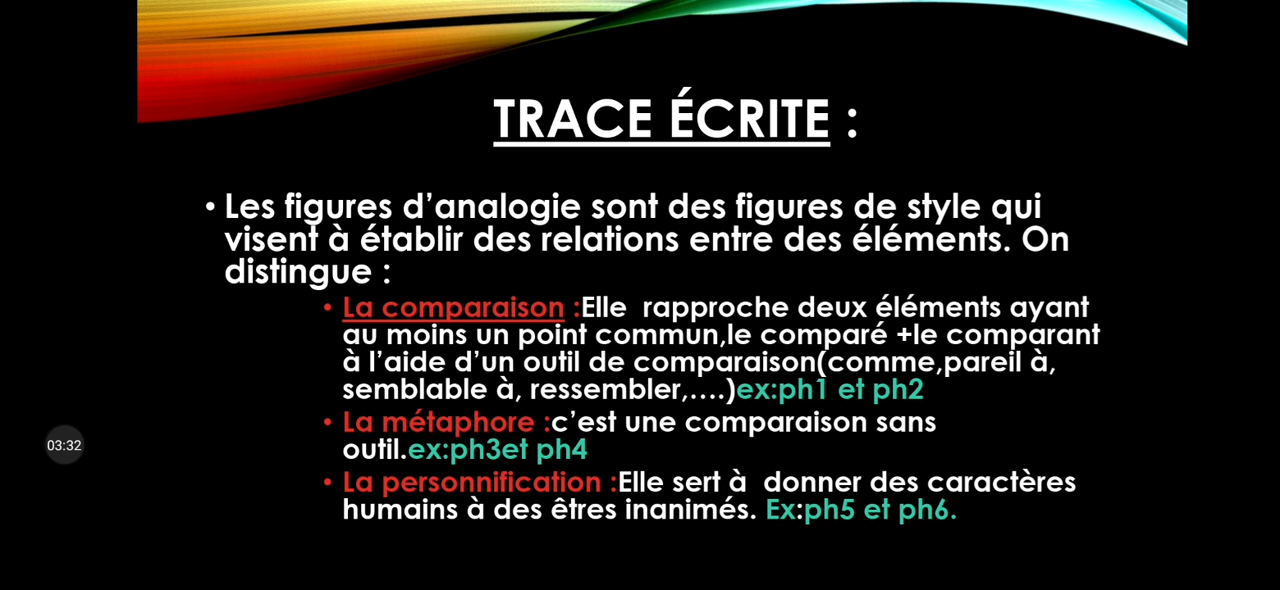 TRACE ÉCRITE :
• Les figures d’analogie sont des figures de style qui
visent à établir des relations entre des éléments. On
distingue :
• La comparaison :Elle  rapproche deux éléments ayant
au moins un point commun,le comparé +le comparant
à l’aide d’un outil de comparaison(comme,pareil à,
semblable à, ressembler,….)ex:ph1 et ph2
• La métaphore :c’est une comparaison sans
outil.ex:ph3et ph4
• La personnification :Elle sert à  donner des caractères
humains à des êtres inanimés. Ex:ph5 et ph6.
03:32